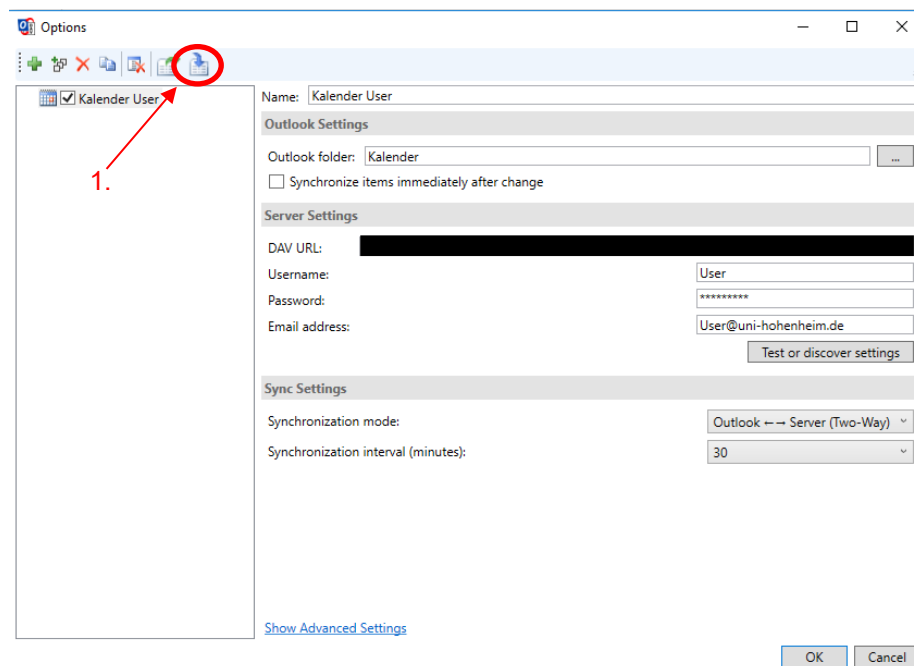 Options
Kalender User
1.
Name: Kalender User
Outlook Settings
Outlook folder: Kalender ...
Synchronize items immediately after change
Server Settings
DAV URL:
Username: User
Password: *********
Email address: User@uni-hohenheim.de
Test or discover settings
Sync Settings
Synchronization mode: Outlook ←→ Server (Two-Way)
Synchronization interval (minutes): 30
Show Advanced Settings
OK Cancel